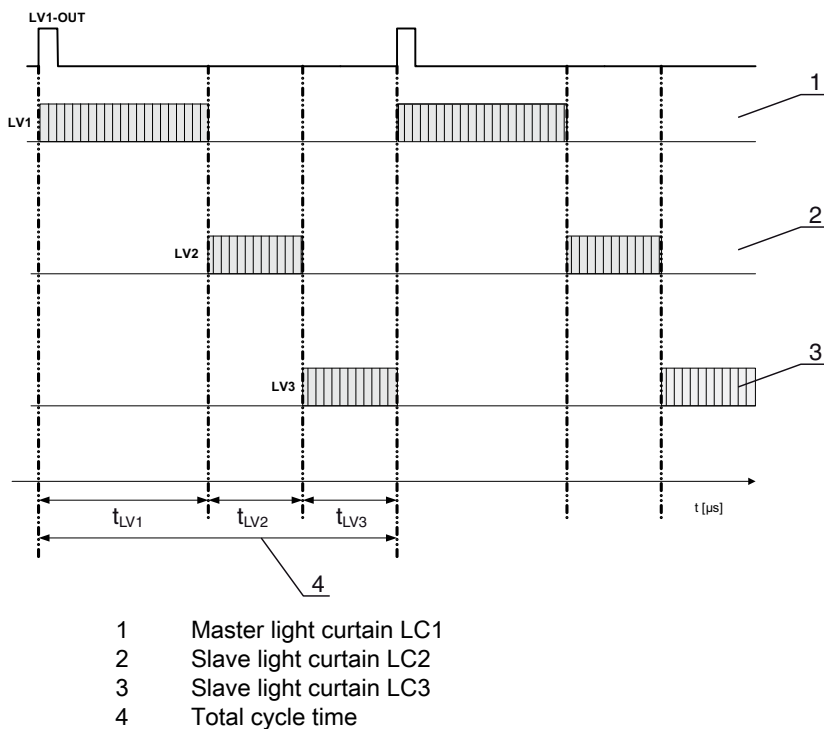 LV1-OUT
1
LV1
2
LV2
3
LV3
tLV1 tLV2 tLV3 t [µs]
4
1 Master light curtain LC1
2 Slave light curtain LC2
3 Slave light curtain LC3
4 Total cycle time